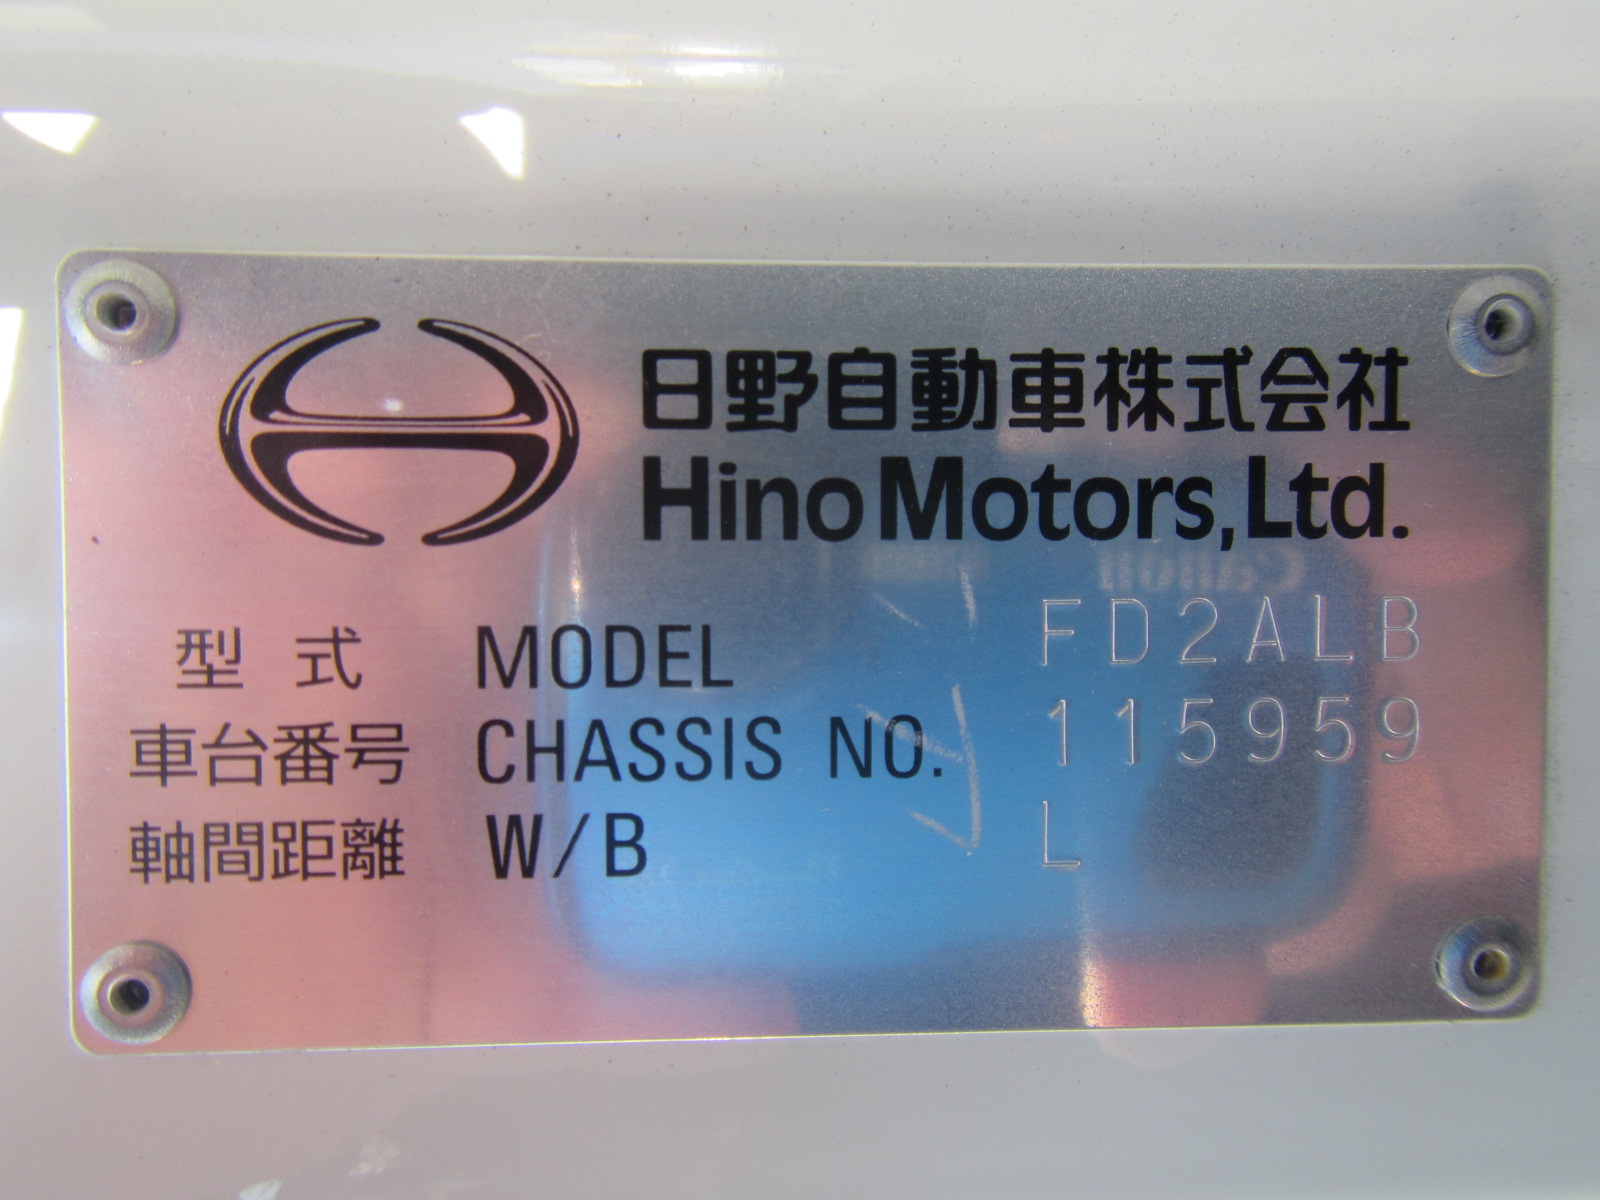 日野自動車株式会社
Hino Motors, Ltd.
型式 MODEL FD2ALB
車台番号 CHASSIS NO. 115959
軸間距離 W/B L
Canon